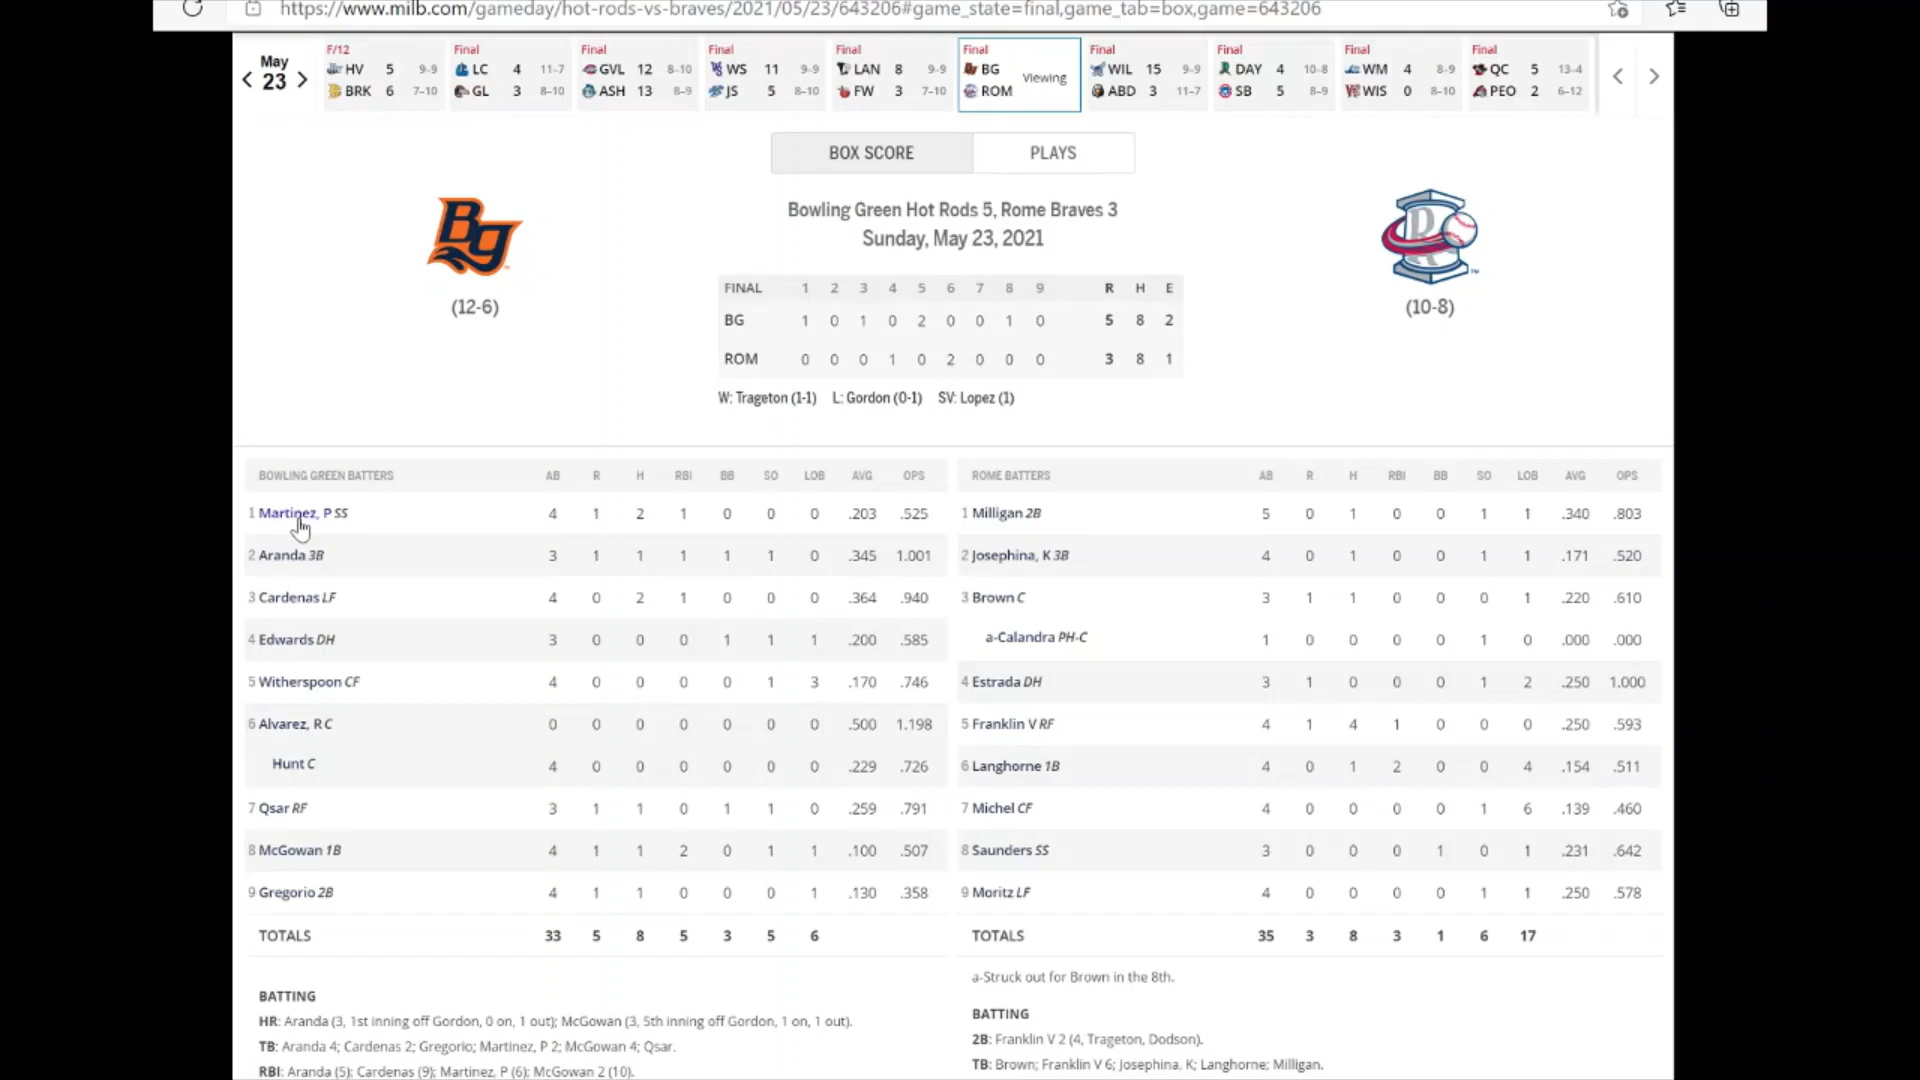 https://www.milb.com/gameday/hot-rods-vs-braves/2021/05/23/643206#game_state=final,game_tab=box,game=643206
May 23
F/12
HV 5 9-9
BRK 6 7-10
Final
LC 4 11-7
GL 3 8-10
Final
GVL 12 8-10
ASH 13 8-9
Final
WS 11 9-9
JS 5 8-10
Final
LAN 8 9-9
FW 3 7-10
Final
BG
ROM
Viewing
Final
WIL 15 9-9
ABD 3 11-7
Final
DAY 4 10-8
SB 5 8-9
Final
WM 4 8-9
WIS 0 8-10
Final
QC 5 13-4
PEO 2 6-12
BOX SCORE PLAYS
BG
(12-6)
Bowling Green Hot Rods 5, Rome Braves 3
Sunday, May 23, 2021
R
(10-8)
FINAL 1 2 3 4 5 6 7 8 9 R H E
BG 1 0 1 0 2 0 0 1 0 5 8 2
ROM 0 0 0 1 0 2 0 0 0 3 8 1
W: Trageton (1-1) L: Gordon (0-1) SV: Lopez (1)
BOWLING GREEN BATTERS AB R H RBI BB SO LOB AVG OPS
1 Martinez, P SS 4 1 2 1 0 0 0 .203 .525
2 Aranda 3B 3 1 1 1 1 1 0 .345 1.001
3 Cardenas LF 4 0 2 1 0 0 0 .364 .940
4 Edwards DH 3 0 0 0 1 1 1 .200 .585
5 Witherspoon CF 4 0 0 0 0 1 3 .170 .746
6 Alvarez, R C 0 0 0 0 0 0 0 .500 1.198
Hunt C 4 0 0 0 0 0 0 .229 .726
7 Qsar RF 3 1 1 0 1 1 0 .259 .791
8 McGowan 1B 4 1 1 2 0 1 1 .100 .507
9 Gregorio 2B 4 1 1 0 0 0 1 .130 .358
TOTALS 33 5 8 5 3 5 6
BATTING
HR: Aranda (3, 1st inning off Gordon, 0 on, 1 out); McGowan (3, 5th inning off Gordon, 1 on, 1 out).
TB: Aranda 4; Cardenas 2; Gregorio; Martinez, P 2; McGowan 4; Qsar.
RBI: Aranda (5); Cardenas (9); Martinez, P (6); McGowan 2 (10).
ROME BATTERS AB R H RBI BB SO LOB AVG OPS
1 Milligan 2B 5 0 1 0 0 1 1 .340 .803
2 Josephina, K 3B 4 0 1 0 0 1 1 .171 .520
3 Brown C 3 1 1 0 0 0 1 .220 .610
a-Calandra PH-C 1 0 0 0 0 1 0 .000 .000
4 Estrada DH 3 1 0 0 0 1 2 .250 1.000
5 Franklin V RF 4 1 4 1 0 0 0 .250 .593
6 Langhorne 1B 4 0 1 2 0 0 4 .154 .511
7 Michel CF 4 0 0 0 0 1 6 .139 .460
8 Saunders SS 3 0 0 0 1 0 1 .231 .642
9 Moritz LF 4 0 0 0 0 1 1 .250 .578
TOTALS 35 3 8 3 1 6 17
a-Struck out for Brown in the 8th.
BATTING
2B: Franklin V 2 (4, Trageton, Dodson).
TB: Brown; Franklin V 6; Josephina, K; Langhorne; Milligan.